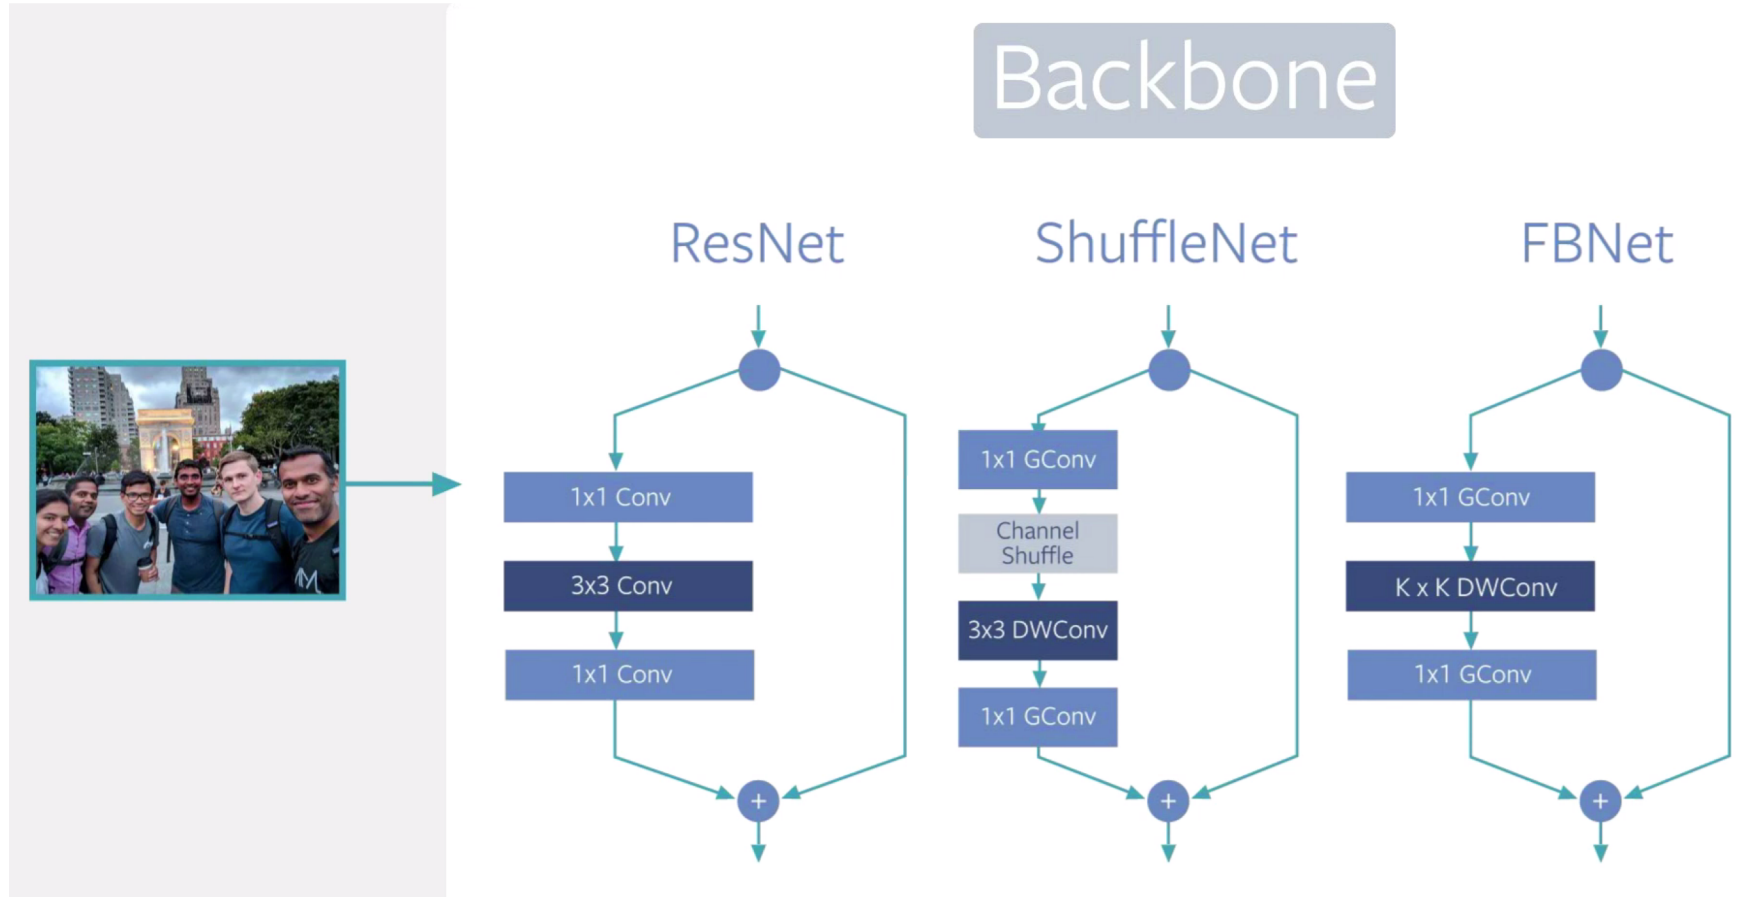 Backbone
ResNet
1x1 Conv
3x3 Conv
1x1 Conv
+
ShuffleNet
1x1 GConv
Channel
Shuffle
3x3 DWConv
1x1 GConv
+
FBNet
1x1 GConv
K x K DWConv
1x1 GConv
+